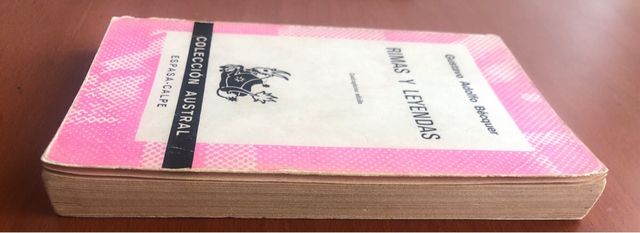 Gustavo Adolfo Bécquer
RIMAS Y LEYENDAS
COLECCIÓN AUSTRAL
ESPASA-CALPE